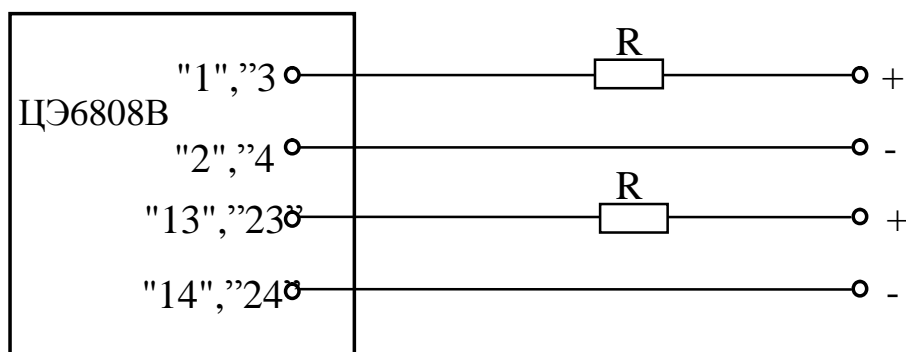 R
"1",”3 +
ЦЭ6808В
"2",”4 -
R
"13",”23” +
"14",”24” -